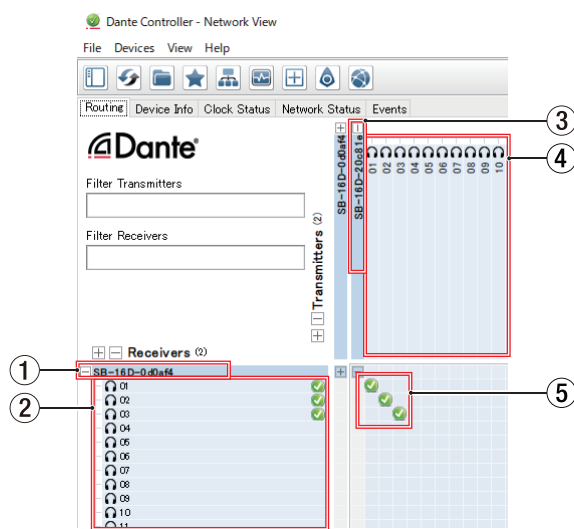 Dante Controller - Network View
File Devices View Help
Routing Device Info Clock Status Network Status Events
Dante
Filter Transmitters
Filter Receivers
Transmitters (2)
SB-16D-0d0af4
SB-16D-20c81e
01
02
03
04
05
06
07
08
09
10
3
4
Receivers (2)
1
SB-16D-0d0af4
2
01
02
03
04
05
06
07
08
09
10
11
5